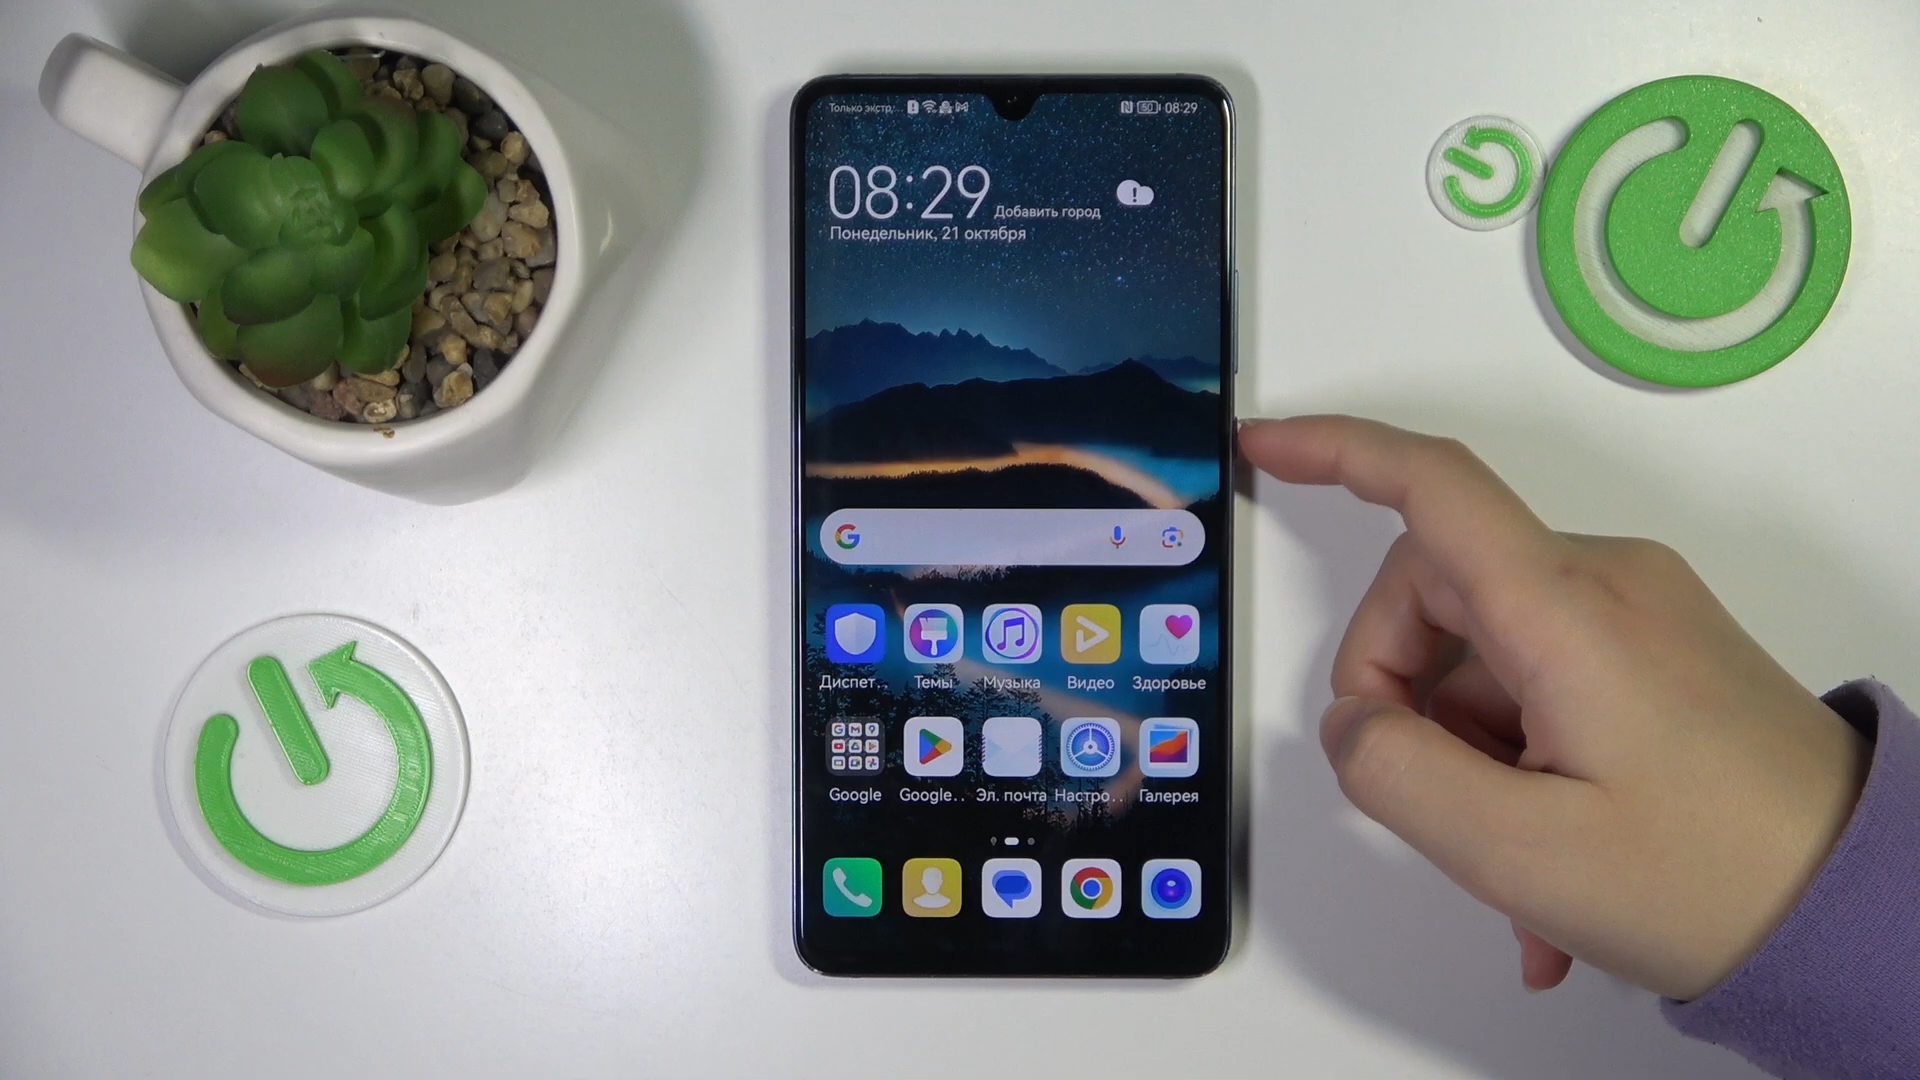 Только экстр...
50
08:29
08:29
Добавить город
Понедельник, 21 октября
G
Диспет..
Темы
Музыка
Видео
Здоровье
Google
Google..
Эл. почта
Настро..
Галерея